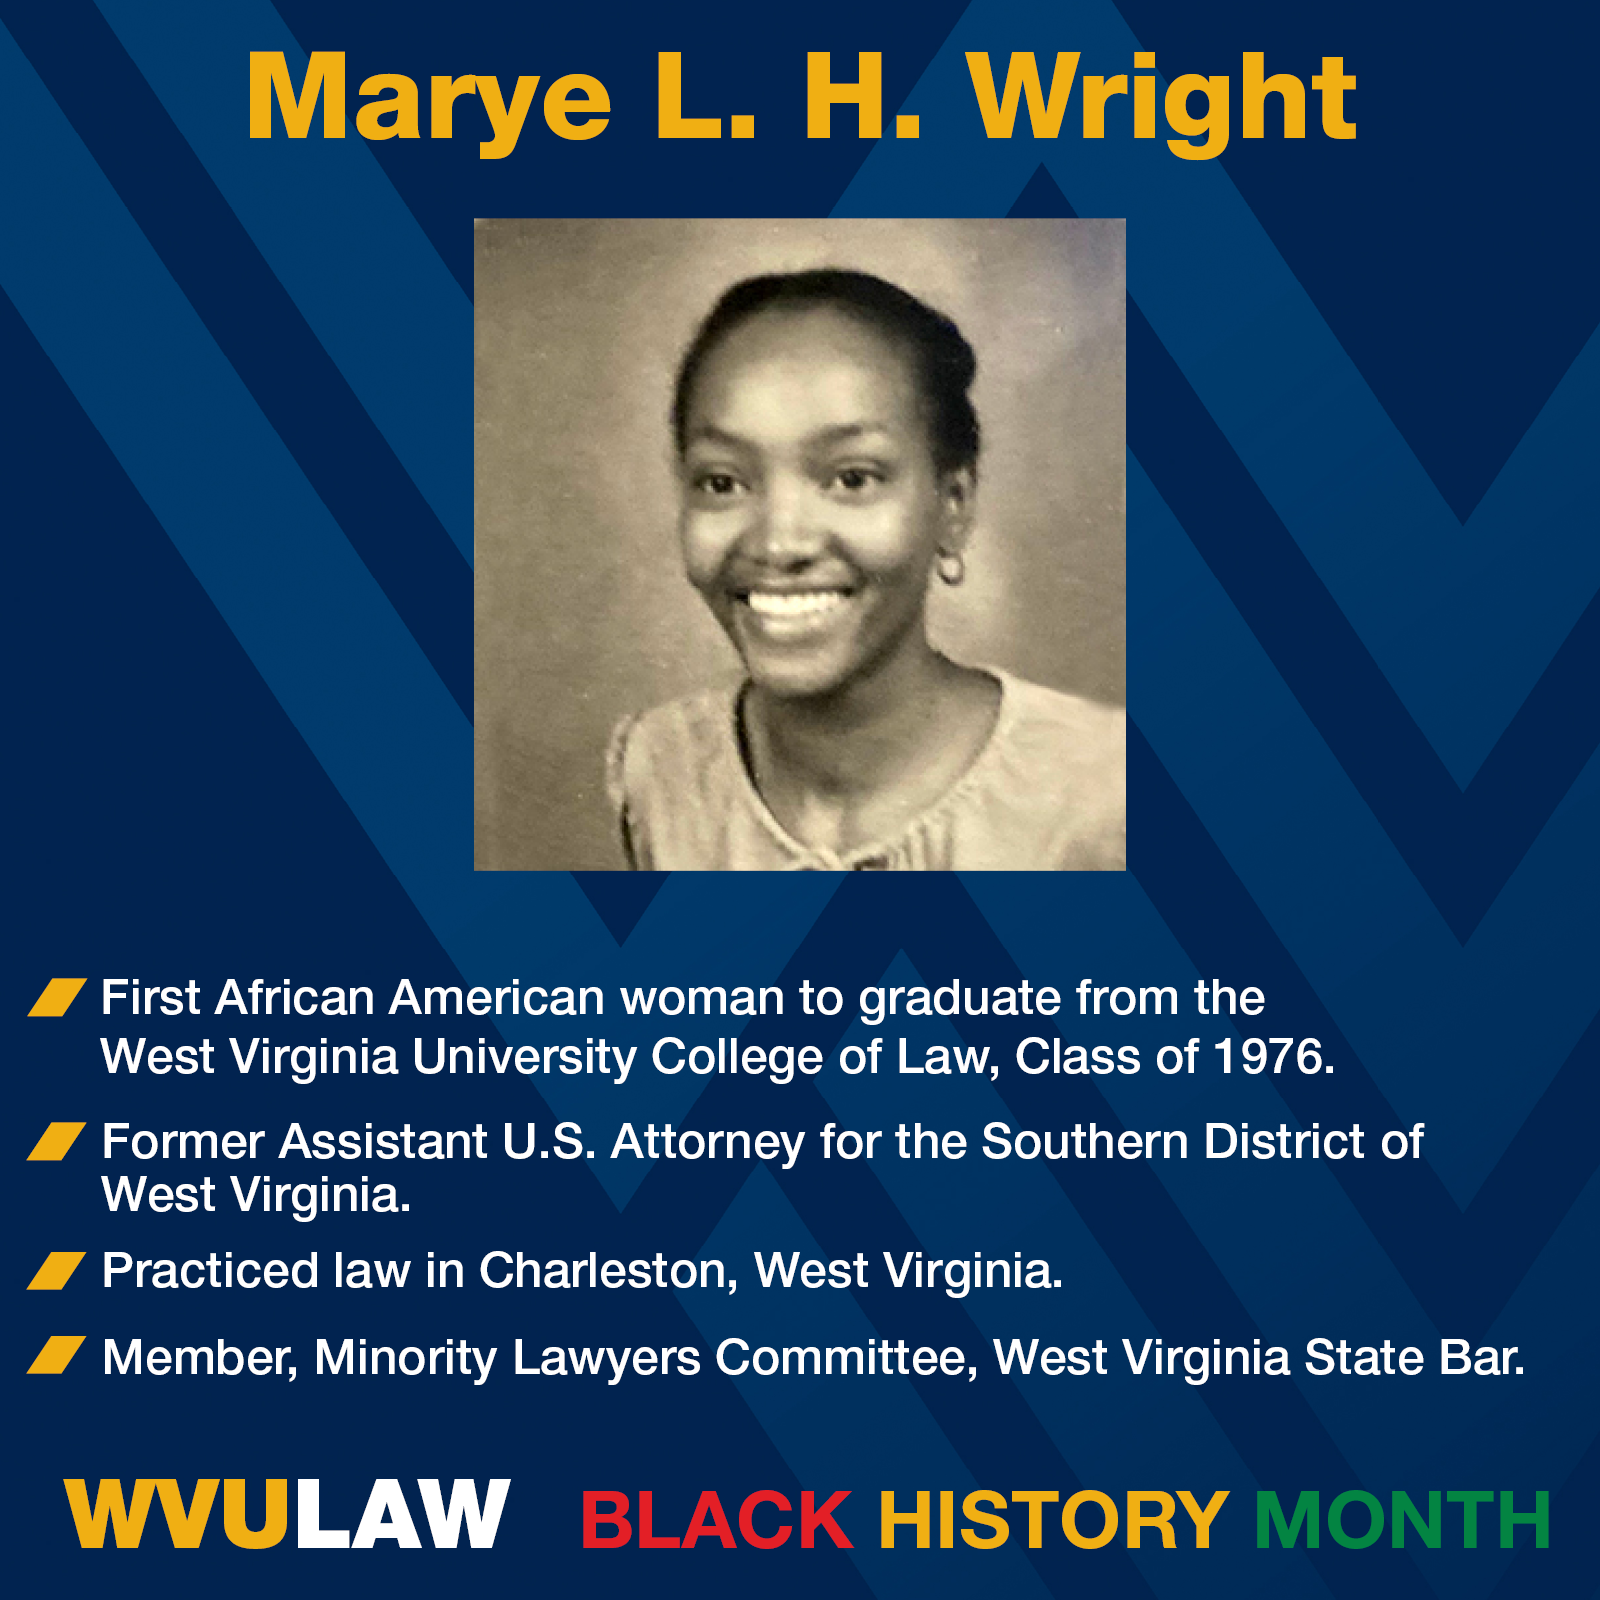 Marye L. H. Wright
First African American woman to graduate from the
West Virginia University College of Law, Class of 1976.
Former Assistant U.S. Attorney for the Southern District of
West Virginia.
Practiced law in Charleston, West Virginia.
Member, Minority Lawyers Committee, West Virginia State Bar.
WVULAW BLACK HISTORY MONTH